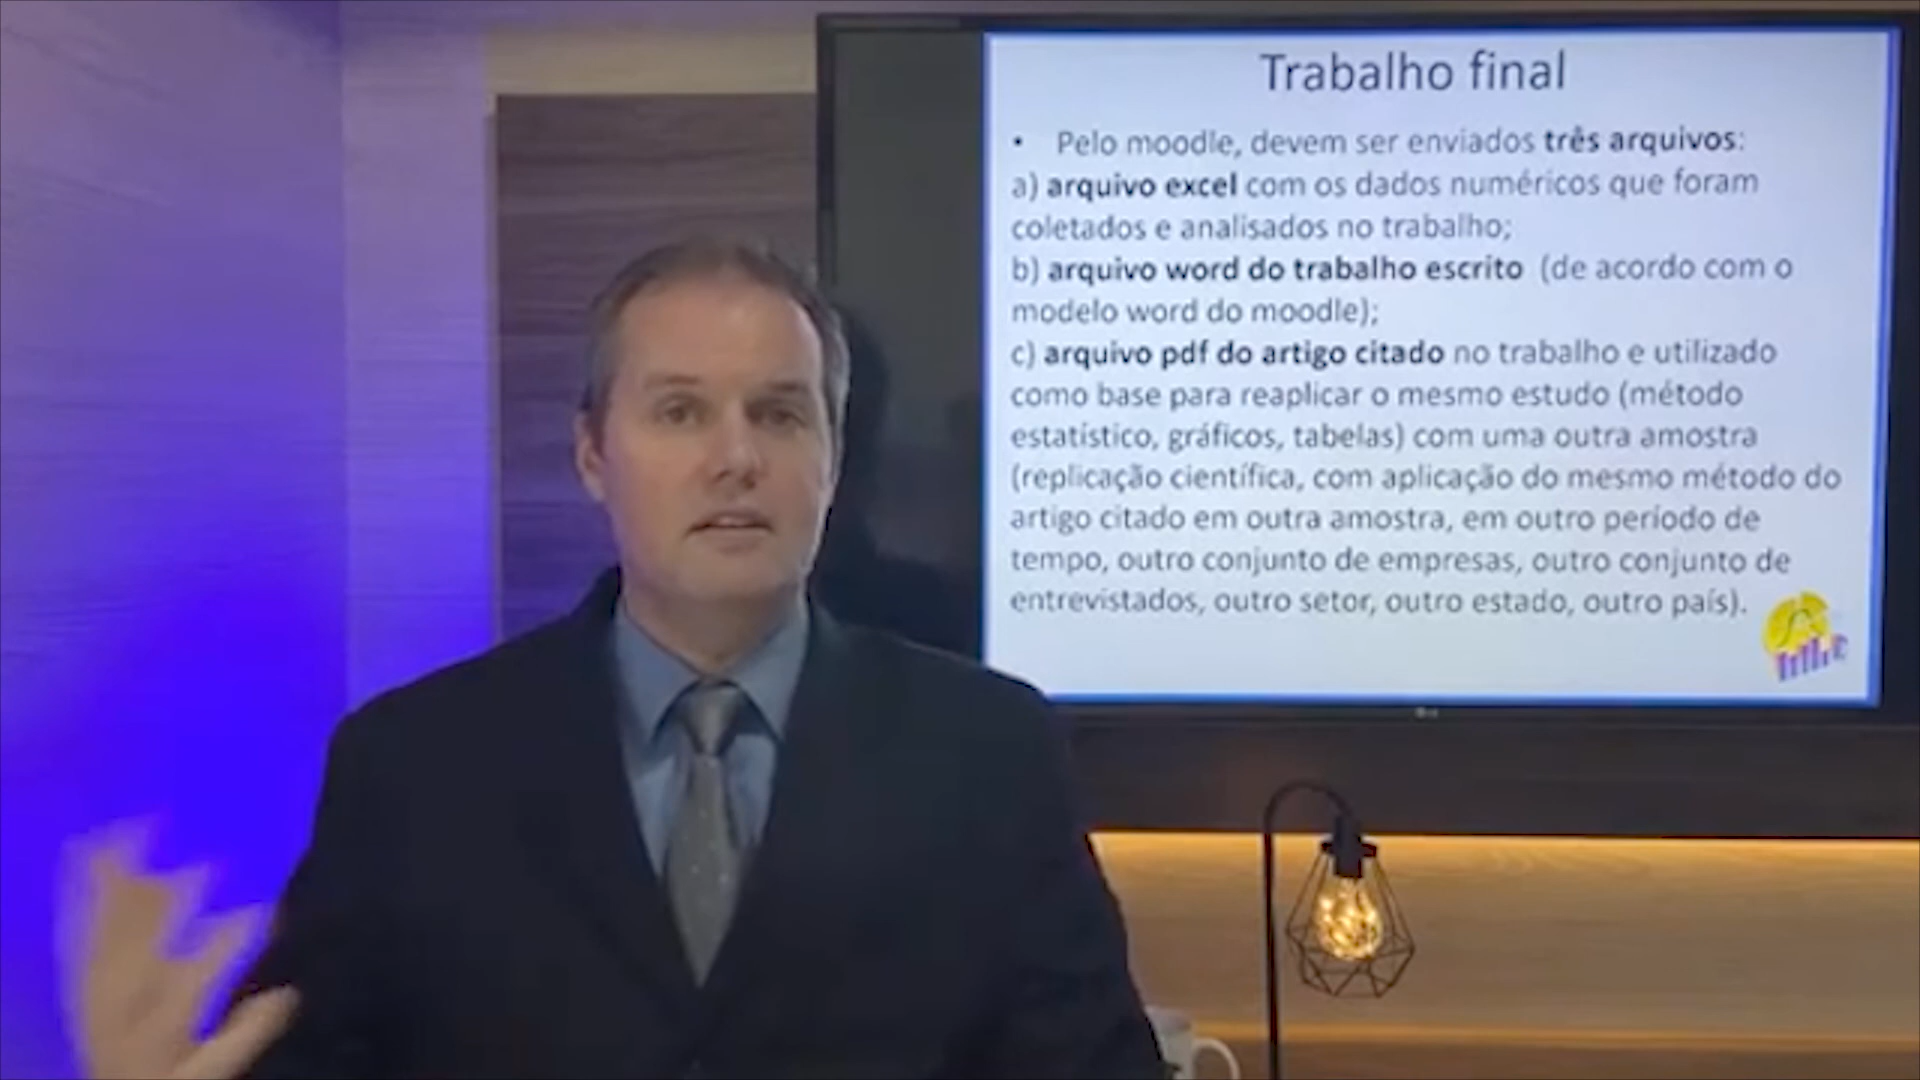 Trabalho final
• Pelo moodle, devem ser enviados três arquivos:
a) arquivo excel com os dados numéricos que foram
coletados e analisados no trabalho;
b) arquivo word do trabalho escrito (de acordo com o
modelo word do moodle);
c) arquivo pdf do artigo citado no trabalho e utilizado
como base para reaplicar o mesmo estudo (método
estatístico, gráficos, tabelas) com uma outra amostra
(replicação científica, com aplicação do mesmo método do
artigo citado em outra amostra, em outro período de
tempo, outro conjunto de empresas, outro conjunto de
entrevistados, outro setor, outro estado, outro país).